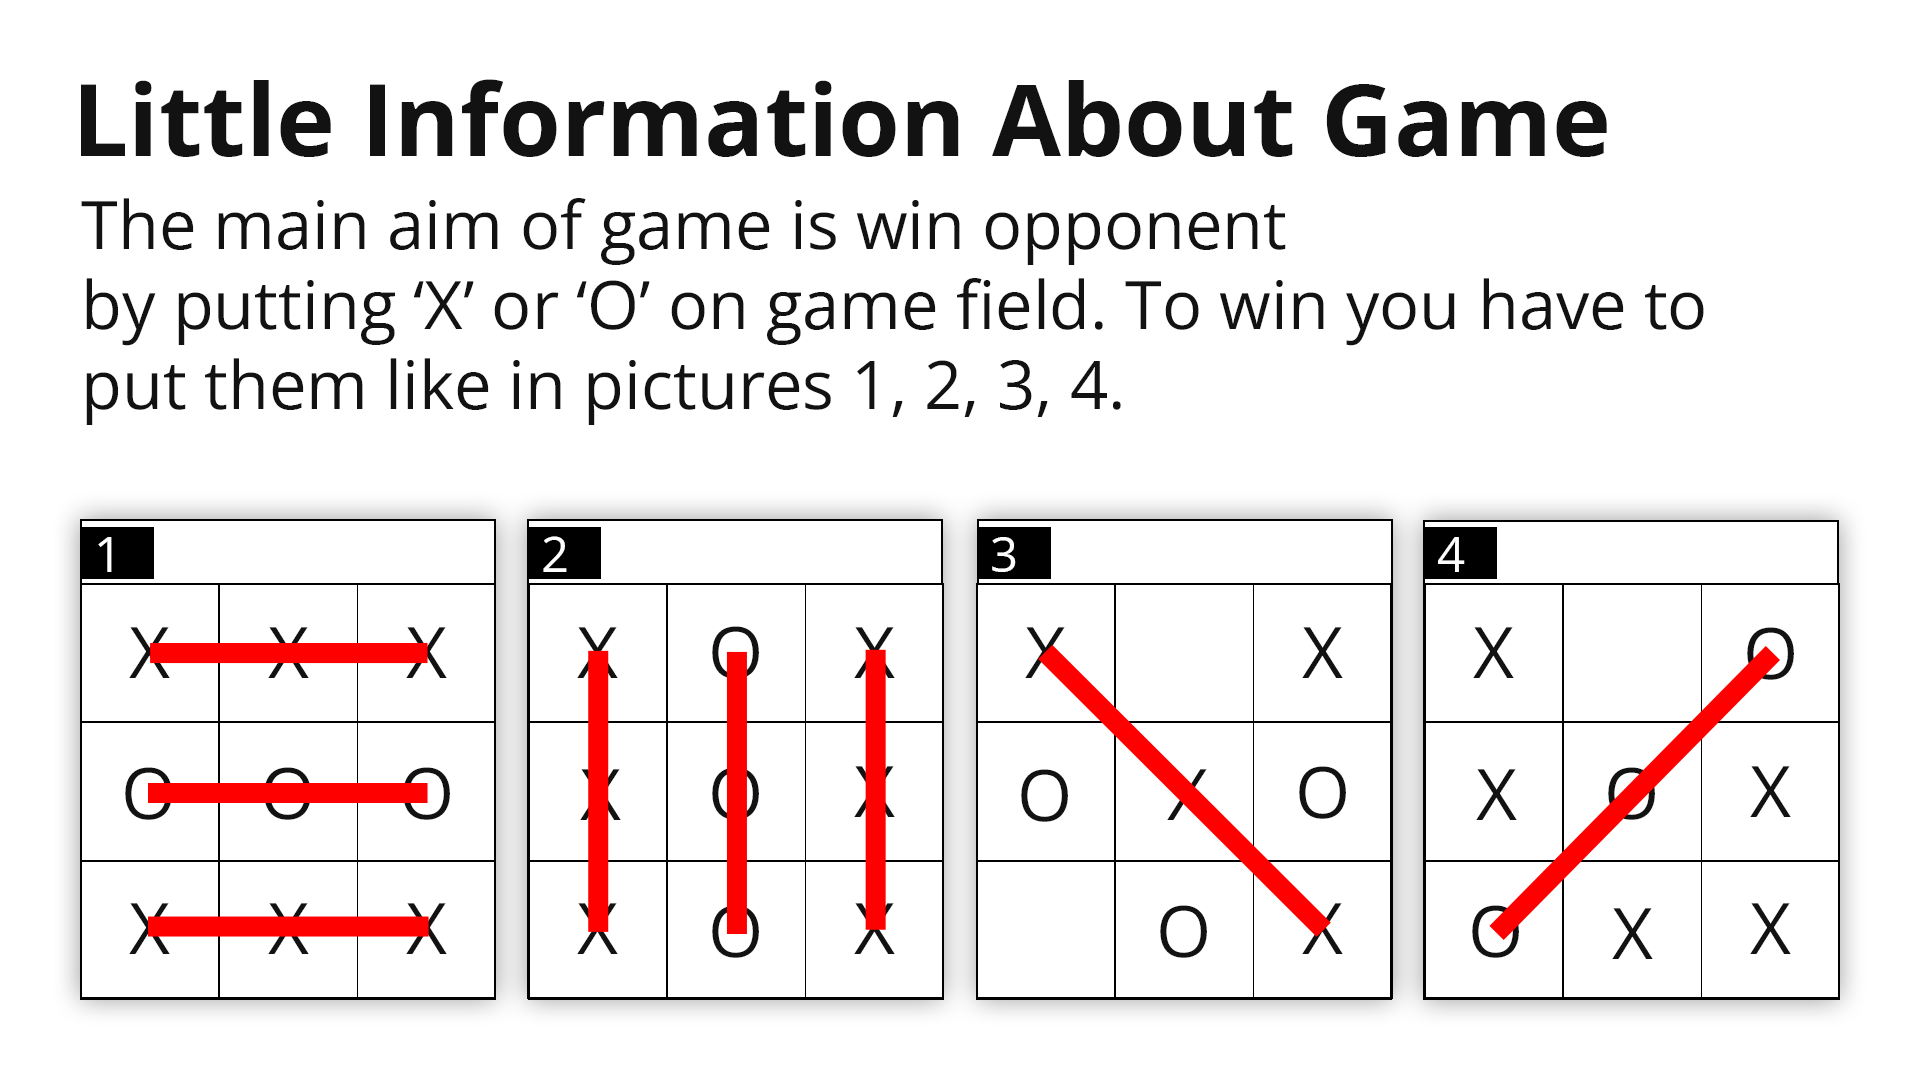 Little Information About Game
The main aim of game is win opponent
by putting ‘X’ or ‘O’ on game field. To win you have to
put them like in pictures 1, 2, 3, 4.
1
X X X
O O O
X X X
2
X O X
X O X
X O X
3
X X
O X O
O X
4
X O
X O X
O X X